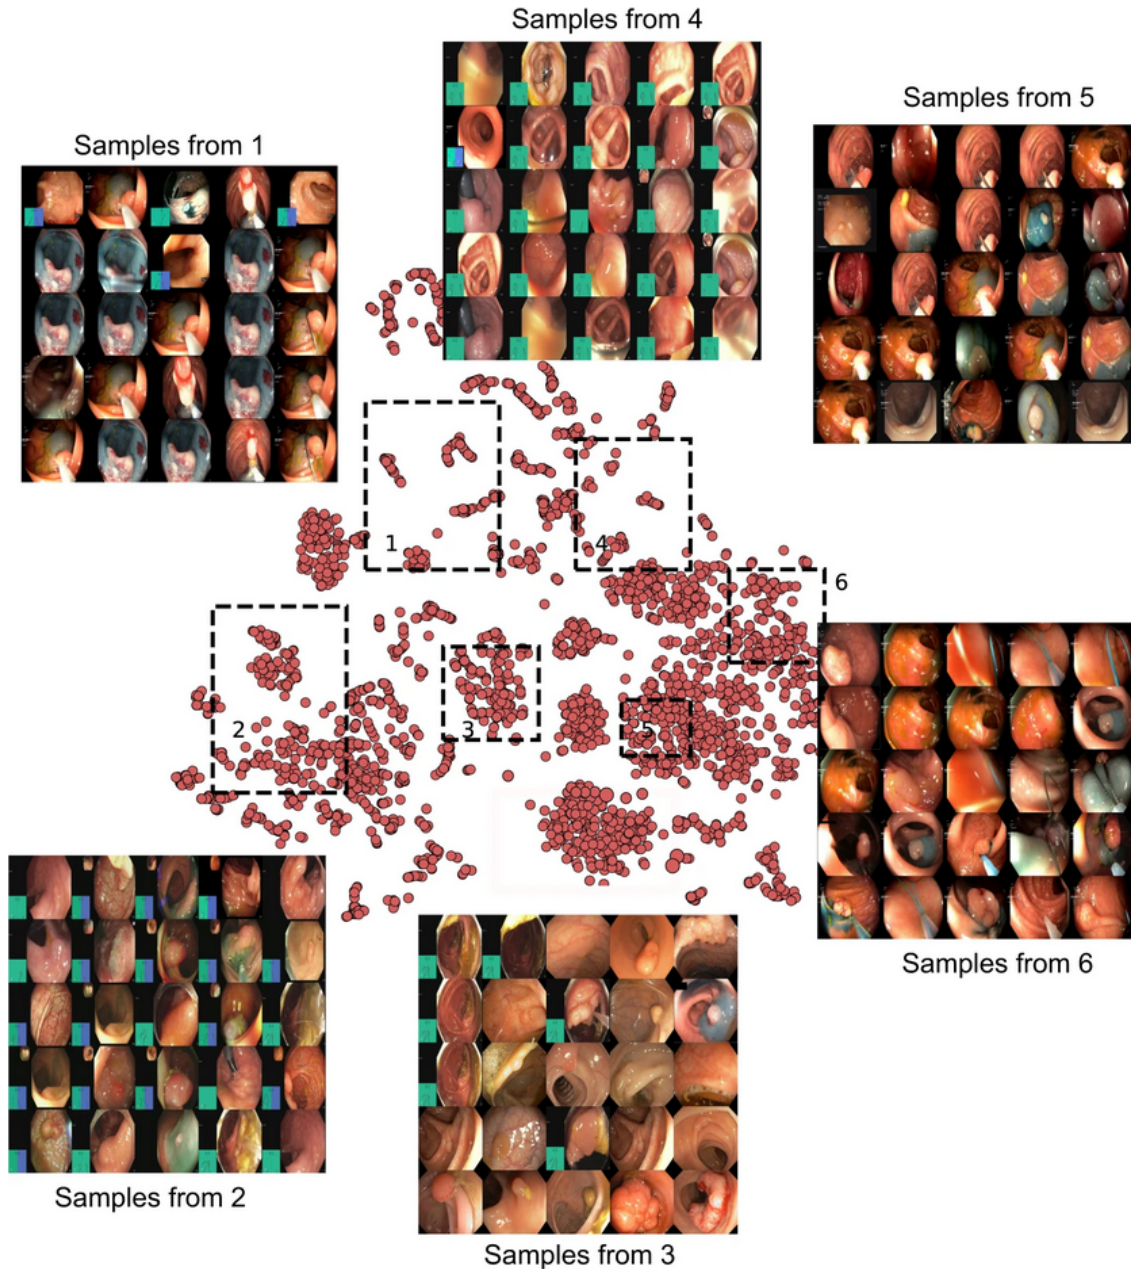 Samples from 4
Samples from 5
Samples from 1
1
4
6
2
3
5
Samples from 6
Samples from 2
Samples from 3